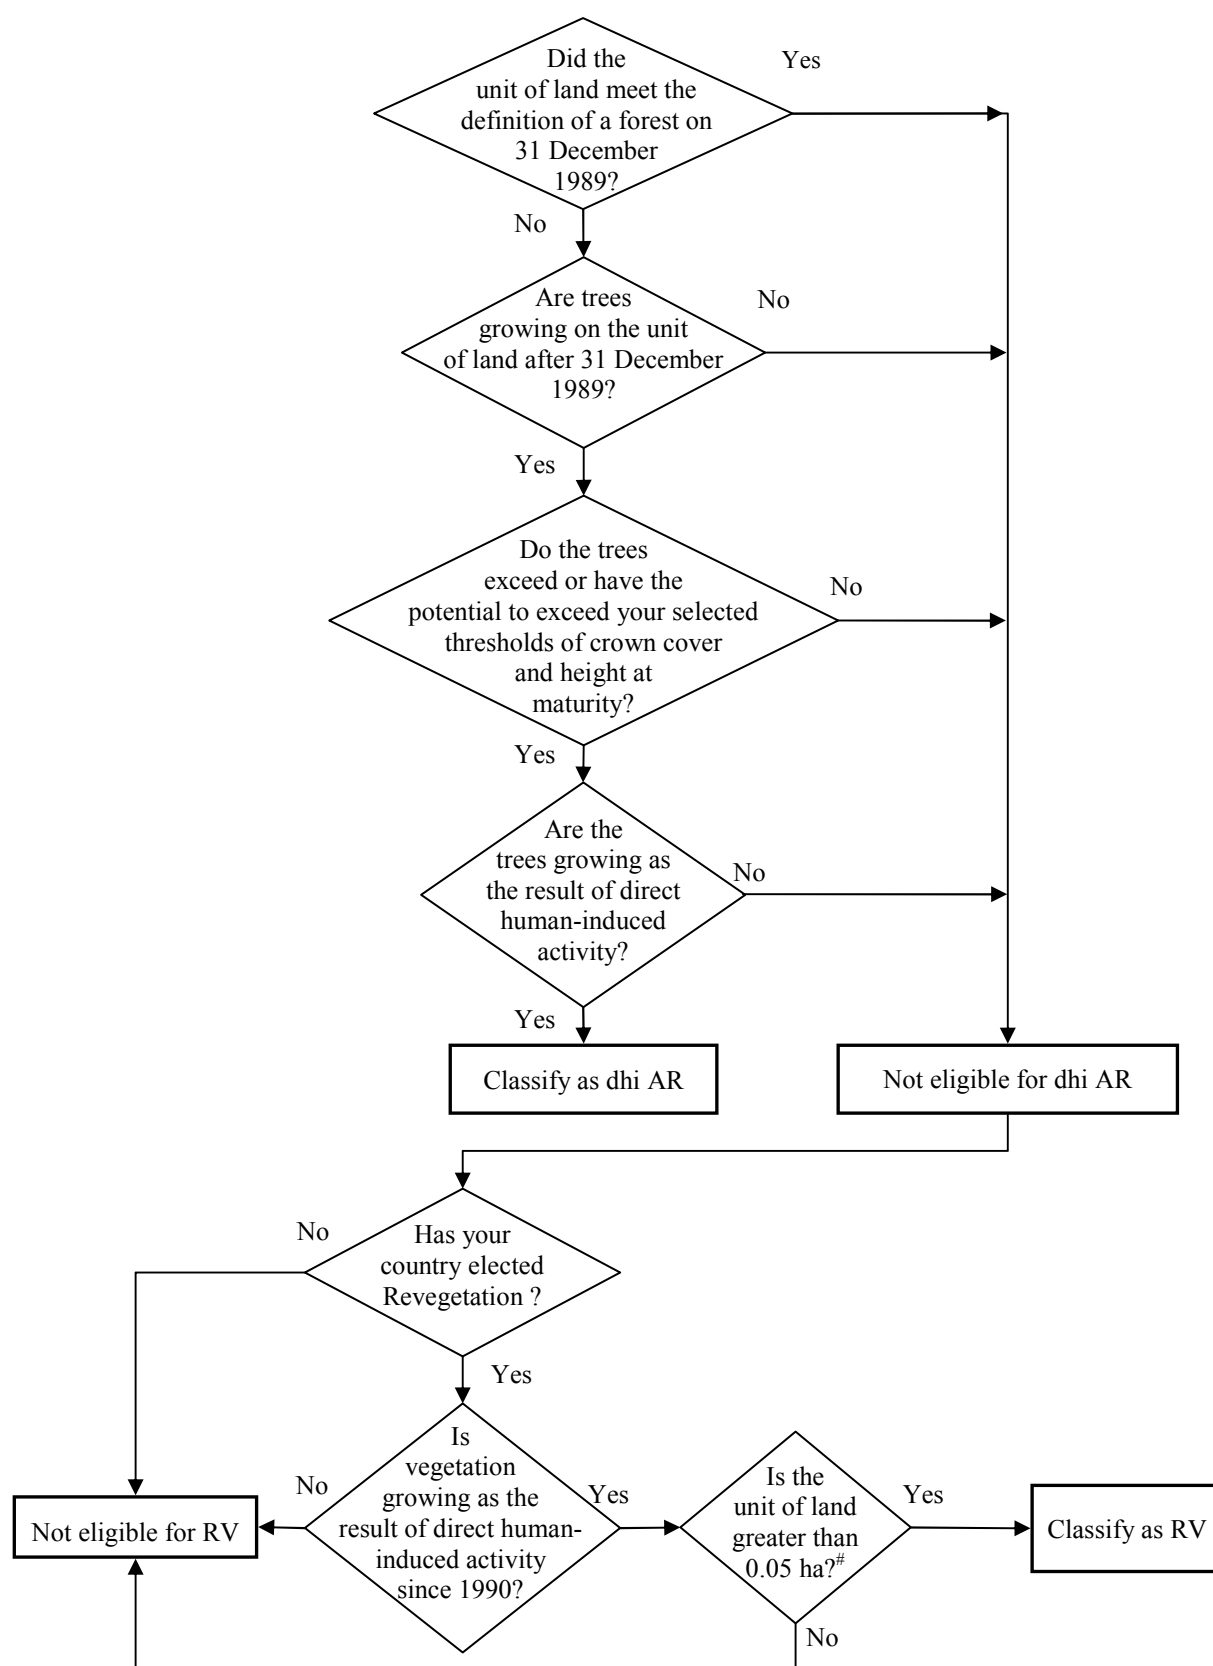 Did the
unit of land meet the
definition of a forest on
31 December
1989?
Yes
No
Are trees
growing on the unit
of land after 31 December
1989?
No
Yes
Do the trees
exceed or have the
potential to exceed your selected
thresholds of crown cover
and height at
maturity?
No
Yes
Are the
trees growing as
the result of direct
human-induced
activity?
No
Yes
Classify as dhi AR
Not eligible for dhi AR
Has your
country elected
Revegetation ?
No
Yes
Is
vegetation
growing as the
result of direct human-
induced activity
since 1990?
No
Yes
Not eligible for RV
Is the
unit of land
greater than
0.05 ha?#
Yes
No
Classify as RV